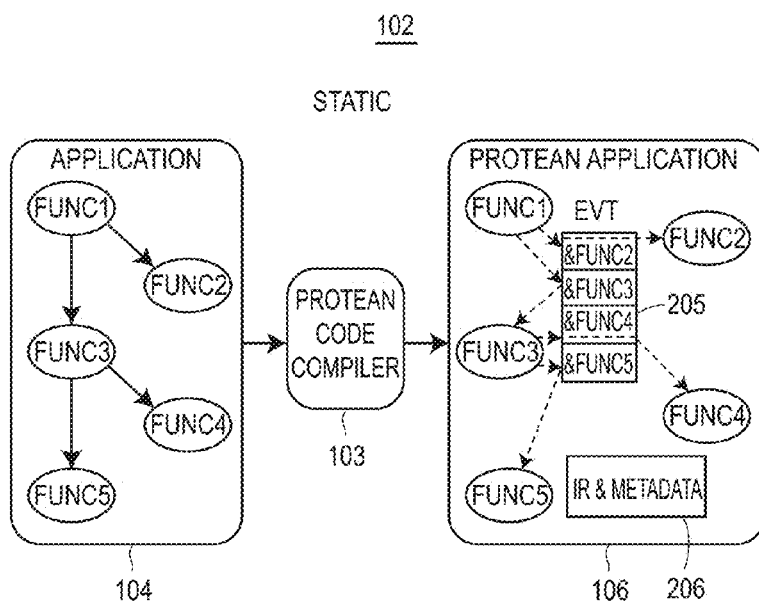 102
STATIC
APPLICATION
FUNC1
FUNC2
FUNC3
FUNC4
FUNC5
104
PROTEAN
CODE
COMPILER
103
PROTEAN APPLICATION
FUNC1
EVT
&FUNC2
&FUNC3
&FUNC4
&FUNC5
FUNC2
205
FUNC3
FUNC4
FUNC5
IR & METADATA
106
206